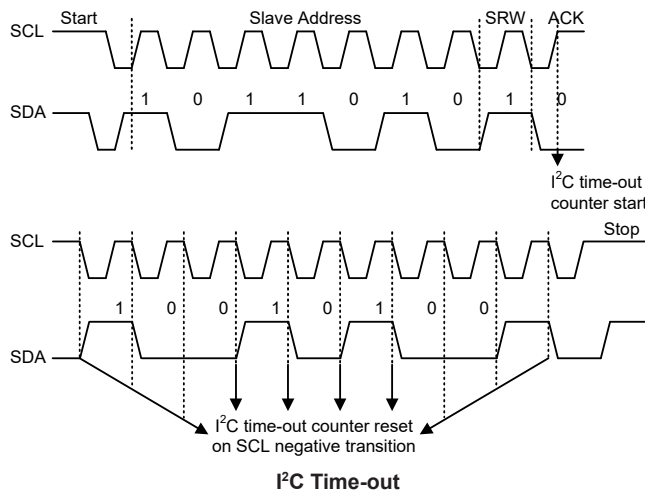 Start Slave Address SRW ACK
SCL
1 0 1 1 0 1 0 1 0
SDA
I²C time-out
counter start
Stop
SCL
1 0 0 1 0 1 0 0
SDA
I²C time-out counter reset
on SCL negative transition
I²C Time-out